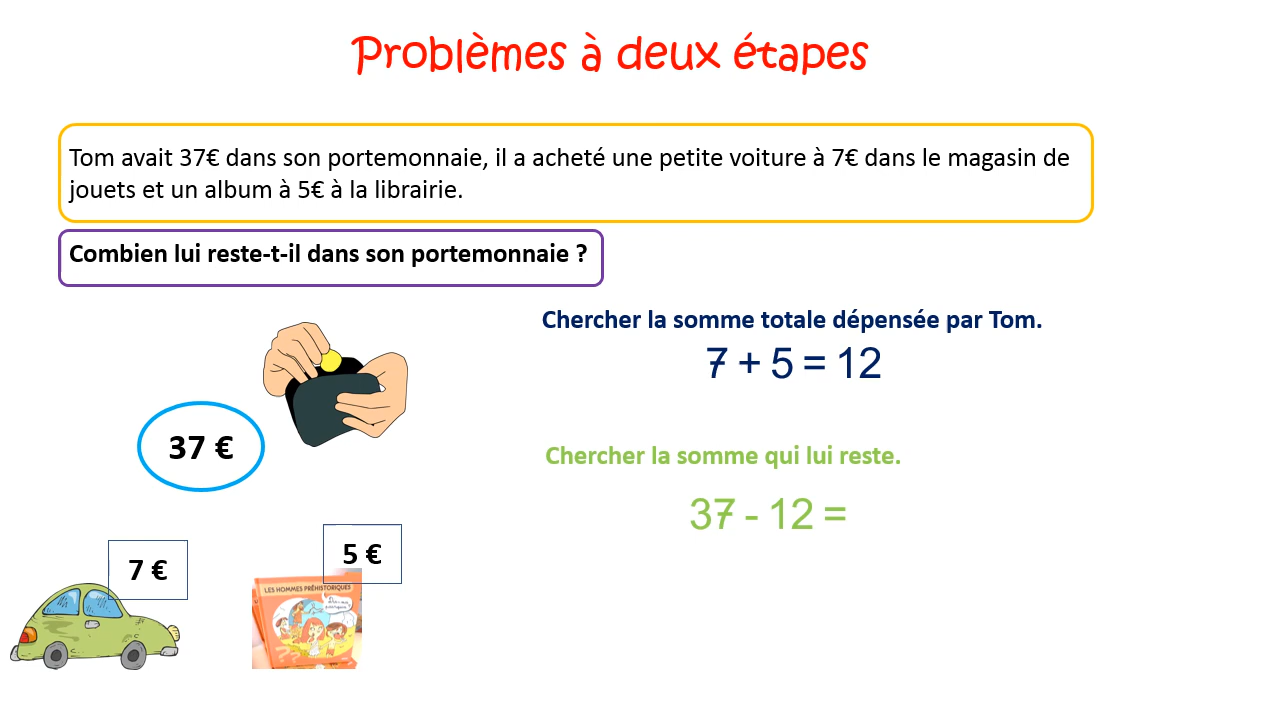 Problèmes à deux étapes
Tom avait 37€ dans son portemonnaie, il a acheté une petite voiture à 7€ dans le magasin de
jouets et un album à 5€ à la librairie.
Combien lui reste-t-il dans son portemonnaie ?
Chercher la somme totale dépensée par Tom.
7 + 5 = 12
37 €
Chercher la somme qui lui reste.
37 - 12 =
7 €
5 €
LES HOMMES PRÉHISTORIQUES